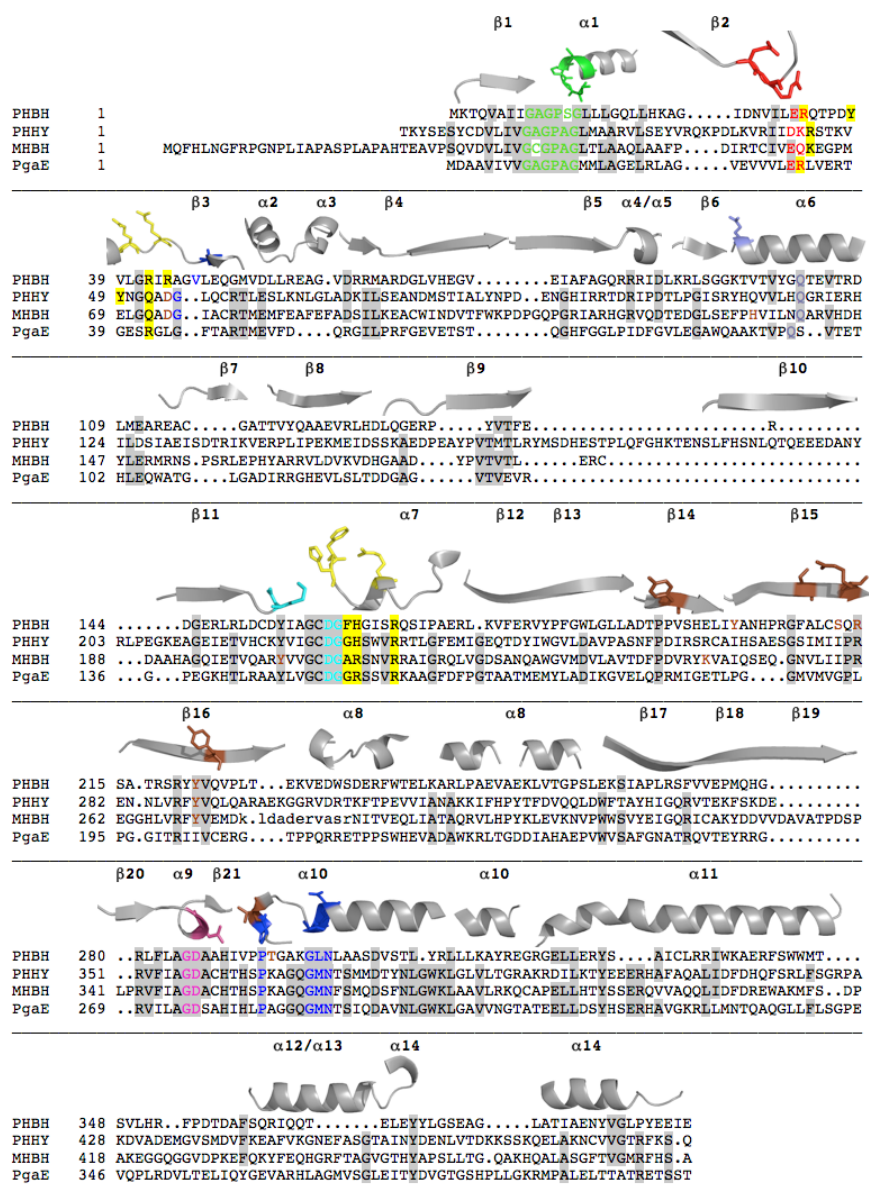 β1 α1 β2
PHBH 1 MKTQVAIIGAGPSGLLLGQLLHKAG....IDNVILERQTPDY
PHHY 1 TKYSESYCDVLIVGAGPAGLMAARVLSEYVRQKPDLKVRIIDKRSTKV
MHBH 1 MQFHLNGFRPGNPLIAPASPLAPAHTEAVPSQVDVLIVGCGPAGLTLAAQLAAFP....DIRTCIVEQKEGPM
PgaE 1 MDAAVIVVGAGPAGMMLAGELRLAG.....VEVVVLERLVERT
β3 α2 α3 β4 β5 α4/α5 β6 α6
PHBH 39 VLGRIRAGVLEQGMVDLLREAG.VDRRMARDGLVHEGV......EIAFAGQRRRIDLKRLSGGKTVTVYGQTEVTRD
PHHY 49 YNGQADG..LQCRTLESLKNLGLADKILSEANDMSTIALYNPD..ENGHIRRTDRIPDTLPGISRYHQVVLHQGRIERH
MHBH 69 ELGQADG..IACRTMEMFEAFEFADSILKEACWINDVTFWKPDPGQPGRIARHGRVQDTEDGLSEFPHVILNQARVHDH
PgaE 39 GESRGLG..FTARTMEVFD....QRGILPRFGEVETST......QGHFGGLPIDFGVLEGAWQAAKTVPQS..VTET
β7 β8 β9 β10
PHBH 109 LMEAREAC....GATTVYQAAEVRLHDLQGERP....YVTFE...............R......
PHHY 124 ILDSIAEISDTRIKVERPLIPEKMEIDSSKAEDPEAYPVTMTLRYMSDHESTPLQFGHKTENSLFHSNLQTQEEEDANY
MHBH 147 YLERMRNS.PSRLEPHYARRVLDVKVDHGAAD....YPVTVTL....ERC.................
PgaE 102 HLEQWATG....LGADIRRGHEVLSLTDDGAG.....VTVEVR......................
β11 α7 β12 β13 β14 β15
PHBH 144 .......DGERLRLDCDYIAGCDGFHGISRQSIPAERL.KVFERVYPFGWLGLLADTPPVSHELIYANHPRGFALCSQR
PHHY 203 RLPEGKEAGEIETVHCKYVIGCDGGHSWVRRTLGFEMIGEQTDYIWGVLDAVPASNFPDIRSRCAIHSAESGSIMIIPR
MHBH 188 ....DAAHAGQIETVQARYVVGCDGARSNVRRAIGRQLVGDSANQAWGVMDVLAVTDFPDVRYKVAIQSEQ.GNVLIIPR
PgaE 136 .......G..PEGKHTLRAAYLVGCDGGRSSVRKAAGFDFPGTAATMEMYLADIKGVELQPRMIGETLPG....GMVMVGPL
β16 α8 α8 β17 β18 β19
PHBH 215 SA.TRSRYYVQVPLT...EKVEDWSDERFWTELKARLPAEVAEKLVTGPSLEKSIAPLRSFVVEPMQHG.......
PHHY 282 EN.NLVRFYVQLQARAEKGGRVDRTKFTPEVVIANAKKIFHPYTFDVQQLDWFTAYHIGQRVTEKFSKDE......
MHBH 262 EGGHLVRFYVEMDk.ldadervasrNITVEQLIATAQRVLHPYKLEVKNVPWWSVYEIGQRICAKYDDVVDAVATPDSP
PgaE 195 PG.GITRIIVCERG.....TPPQRRETPPSWHEVADAWKRLTGDDIAHAEPVWVSAFGNATRQVTEYRRG.......
β20 α9 β21 α10 α10 α11
PHBH 280 ..RLFLAGDAAHIVPPTGAKGLNLAASDVSTL.YRLLLKAYREGRGELLERYS....AICLRRIWKAERFSWWMT....
PHHY 351 ..RVFIAGDACHTHSPKAGQGMNTSMMDTYNLGWKLGLVLTGRAKRDILKTYEEERHAFAQALIDFDHQFSRLFSGRPA
MHBH 341 LPRVFIAGDACHTHSPKAGQGMNFSMQDSFNLGWKLAAVLRKQCAPELLHTYSSERQVVAQQLIDFDREWAKMFS..DP
PgaE 269 ..RVILAGDSAHIHLPAGGQGMNTSIQDAVNLGWKLGAVVNGTATEELLDSYHSERHAVGKRLLMNTQAQGLLFLSGPE
α12/α13 α14 α14
PHBH 348 SVLHR..FPDTDAFSQRIQQT.......ELEYYLGSEAG...LATIAENYVGLPYEEIE
PHHY 428 KDVADEMGVSMDVFKEAFVKGNEFASGTAINYDENLVTDKKSSKQELAKNCVVGTRFKS.Q
MHBH 418 AKEGGQGGVDPKEFQKYFEQHGRFTAGVGTHYAPSLLTG.QAKHQALASGFTVGMRFHS.A
PgaE 346 VQPLRDVLTELIQYGEVARHLAGMVSGLEITYDVGTGSHPLLGKRMPALELTTATRETSST